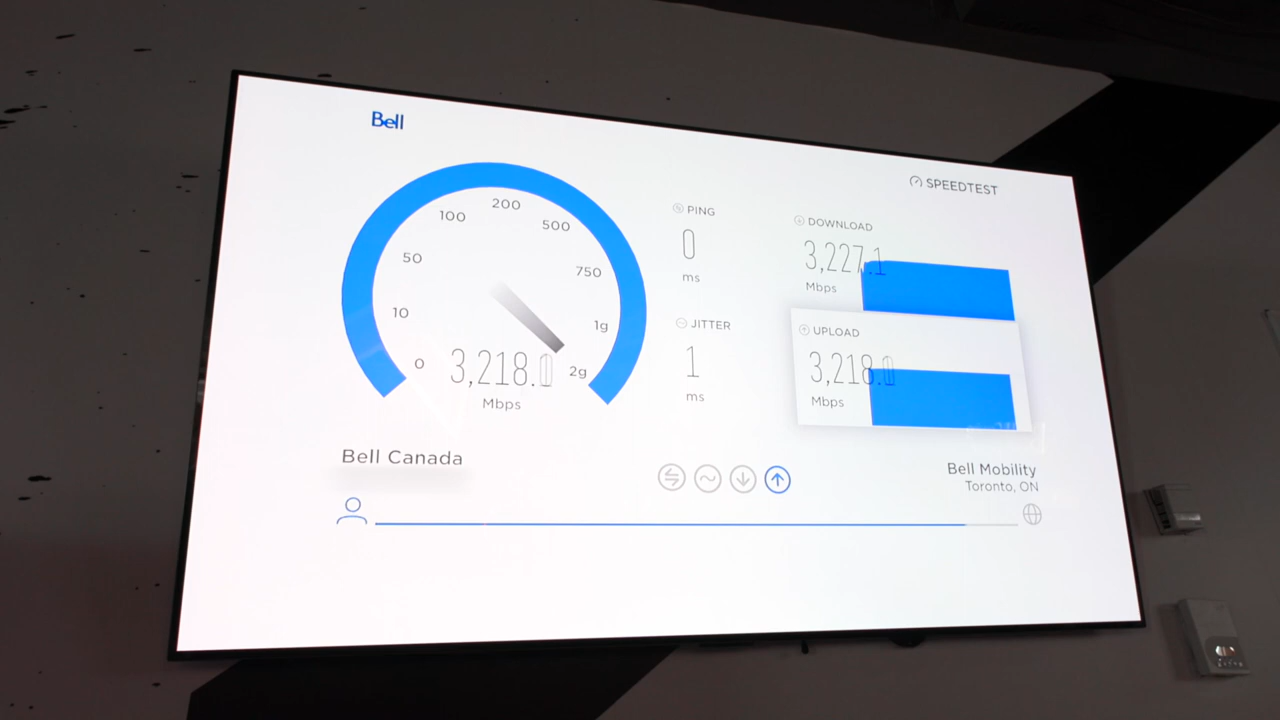 Bell
SPEEDTEST
0
10
50
100
200
500
750
1g
2g
3,218.0
Mbps
PING
0
ms
JITTER
1
ms
DOWNLOAD
3,227.1
Mbps
UPLOAD
3,218.0
Mbps
Bell Canada
Bell Mobility
Toronto, ON